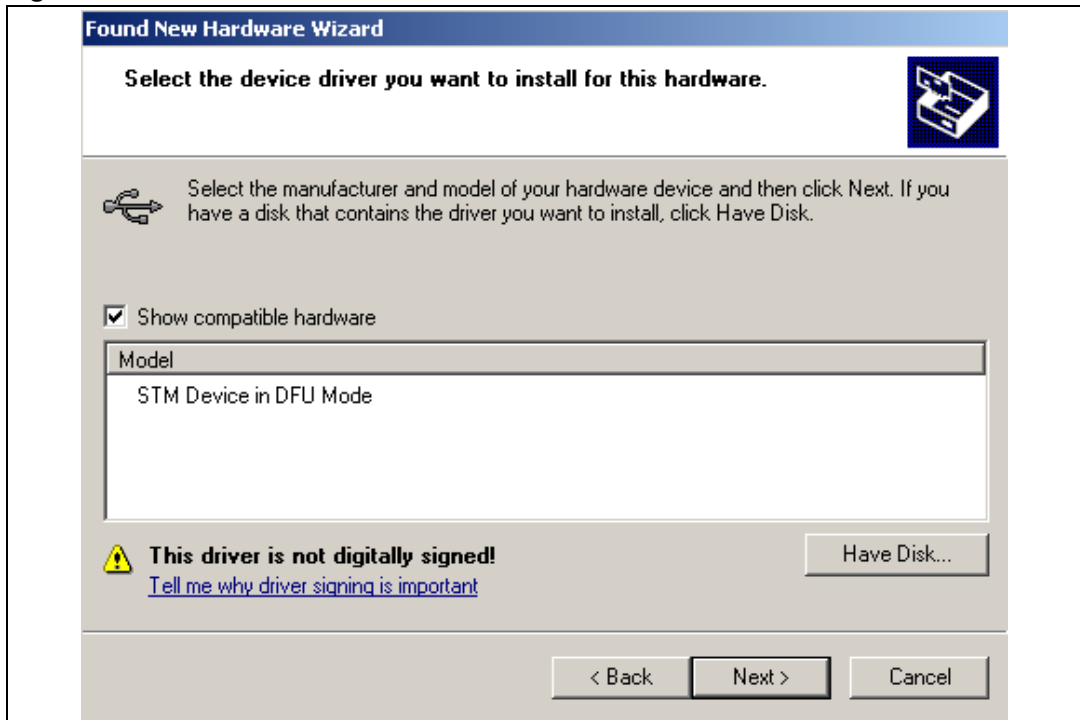 Found New Hardware Wizard
Select the device driver you want to install for this hardware.
Select the manufacturer and model of your hardware device and then click Next. If you
have a disk that contains the driver you want to install, click Have Disk.
Show compatible hardware
Model
STM Device in DFU Mode
This driver is not digitally signed!
Have Disk...
Tell me why driver signing is important
< Back
Next >
Cancel